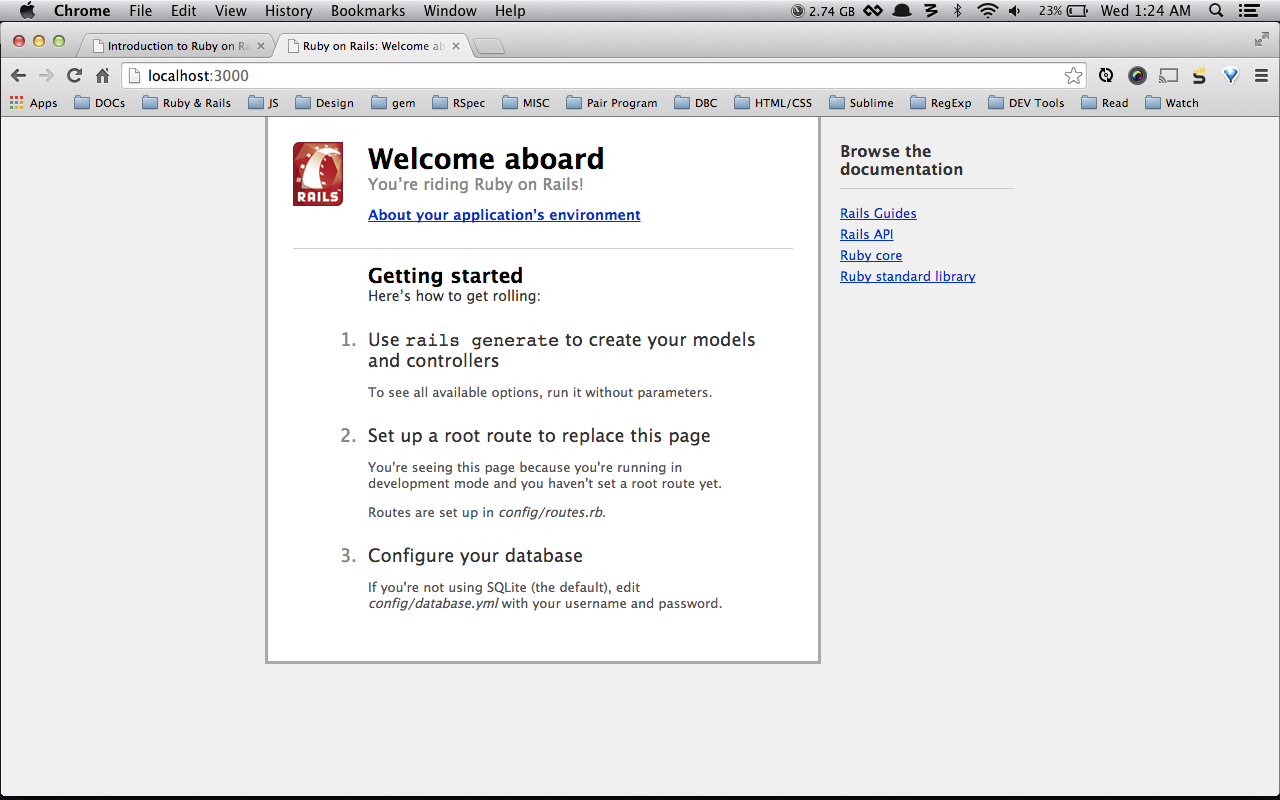 Chrome File Edit View History Bookmarks Window Help 2.74 GB 23% Wed 1:24 AM
Introduction to Ruby on Ra Ruby on Rails: Welcome ab
localhost:3000
Apps DOCs Ruby & Rails JS Design gem RSpec MISC Pair Program DBC HTML/CSS Sublime RegExp DEV Tools Read Watch
RAILS
Welcome aboard
You’re riding Ruby on Rails!
About your application’s environment
Getting started
Here’s how to get rolling:
1. Use rails generate to create your models
and controllers
To see all available options, run it without parameters.
2. Set up a root route to replace this page
You're seeing this page because you're running in
development mode and you haven't set a root route yet.
Routes are set up in config/routes.rb.
3. Configure your database
If you're not using SQLite (the default), edit
config/database.yml with your username and password.
Browse the
documentation
Rails Guides
Rails API
Ruby core
Ruby standard library